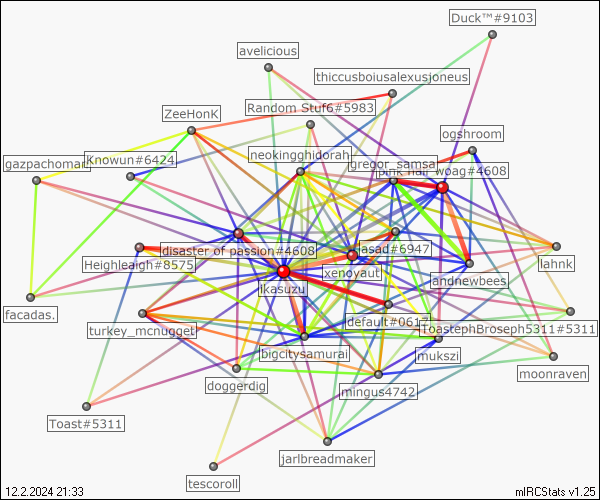 Duck™#9103
avelicious
thiccusboiusalexusjoneus
ZeeHonK
Random Stuf6#5983
ogshroom
neokingghidorah
gazpachoman
Knowun#6424
gregor_samsa
woag#4608
disaster of passion#4608
asad#6947
Heighleaigh#8575
xenoyaut
andnewbees
lahnk
ikasuzu
facadas.
default#0617
ToastephBroseph5311#5311
turkey_mcnugget
bigcitysamurai
mukszi
moonraven
doggerdig
mingus4742
Toast#5311
jarlbreadmaker
tescoroll
12.2.2024 21:33
mIRCStats v1.25